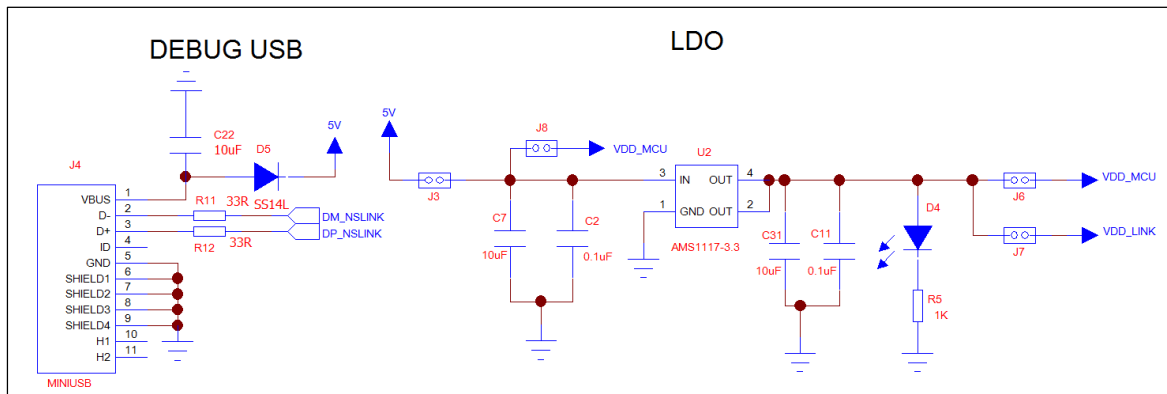 DEBUG USB
LDO
C22
10uF
D5
5V
SS14L
J4
VBUS 1
D- 2
D+ 3
ID 4
GND 5
SHIELD1 6
SHIELD2 7
SHIELD3 8
SHIELD4 9
H1 10
H2 11
MINIUSB
R11 33R
R12 33R
DM_NSLINK
DP_NSLINK
5V
J3
J8
VDD_MCU
C7
10uF
C2
0.1uF
U2
3 IN OUT 4
1 GND OUT 2
AMS1117-3.3
C31
10uF
C11
0.1uF
D4
R5
1K
J6
VDD_MCU
J7
VDD_LINK